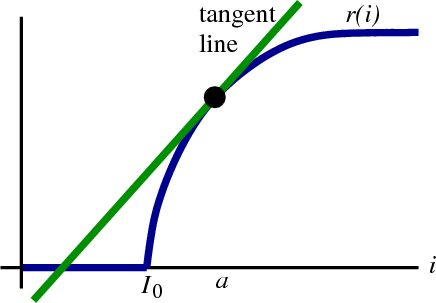 tangent
line
r(i)
i
I₀
a